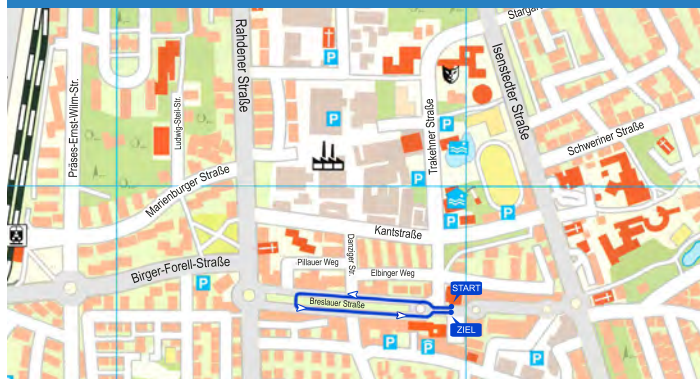 Stargar
Rahdener Straße
Isenstedter Straße
Präses-Ernst-Wilm-Str.
Ludwig-Steil-Str.
P
P
P
Trakehner Straße
Schweriner Straße
Marienburger Straße
P
P
P
Kantstraße
Danziger Str.
Pillauer Weg
Elbinger Weg
Birger-Forell-Straße
P
START
Breslauer Straße
ZIEL
P
P
P